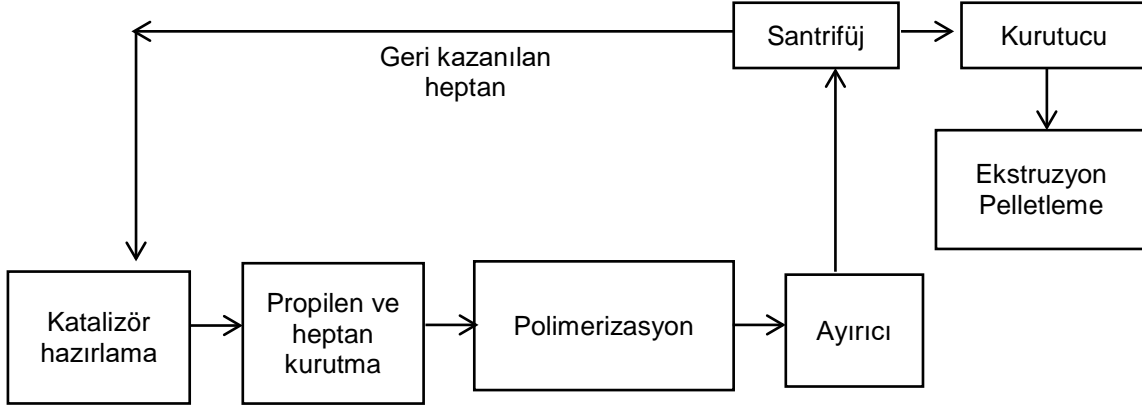 Santrifüj
Kurutucu
Geri kazanılan
heptan
Ekstruzyon
Pelletleme
Katalizör
hazırlama
Propilen ve
heptan
kurutma
Polimerizasyon
Ayırıcı